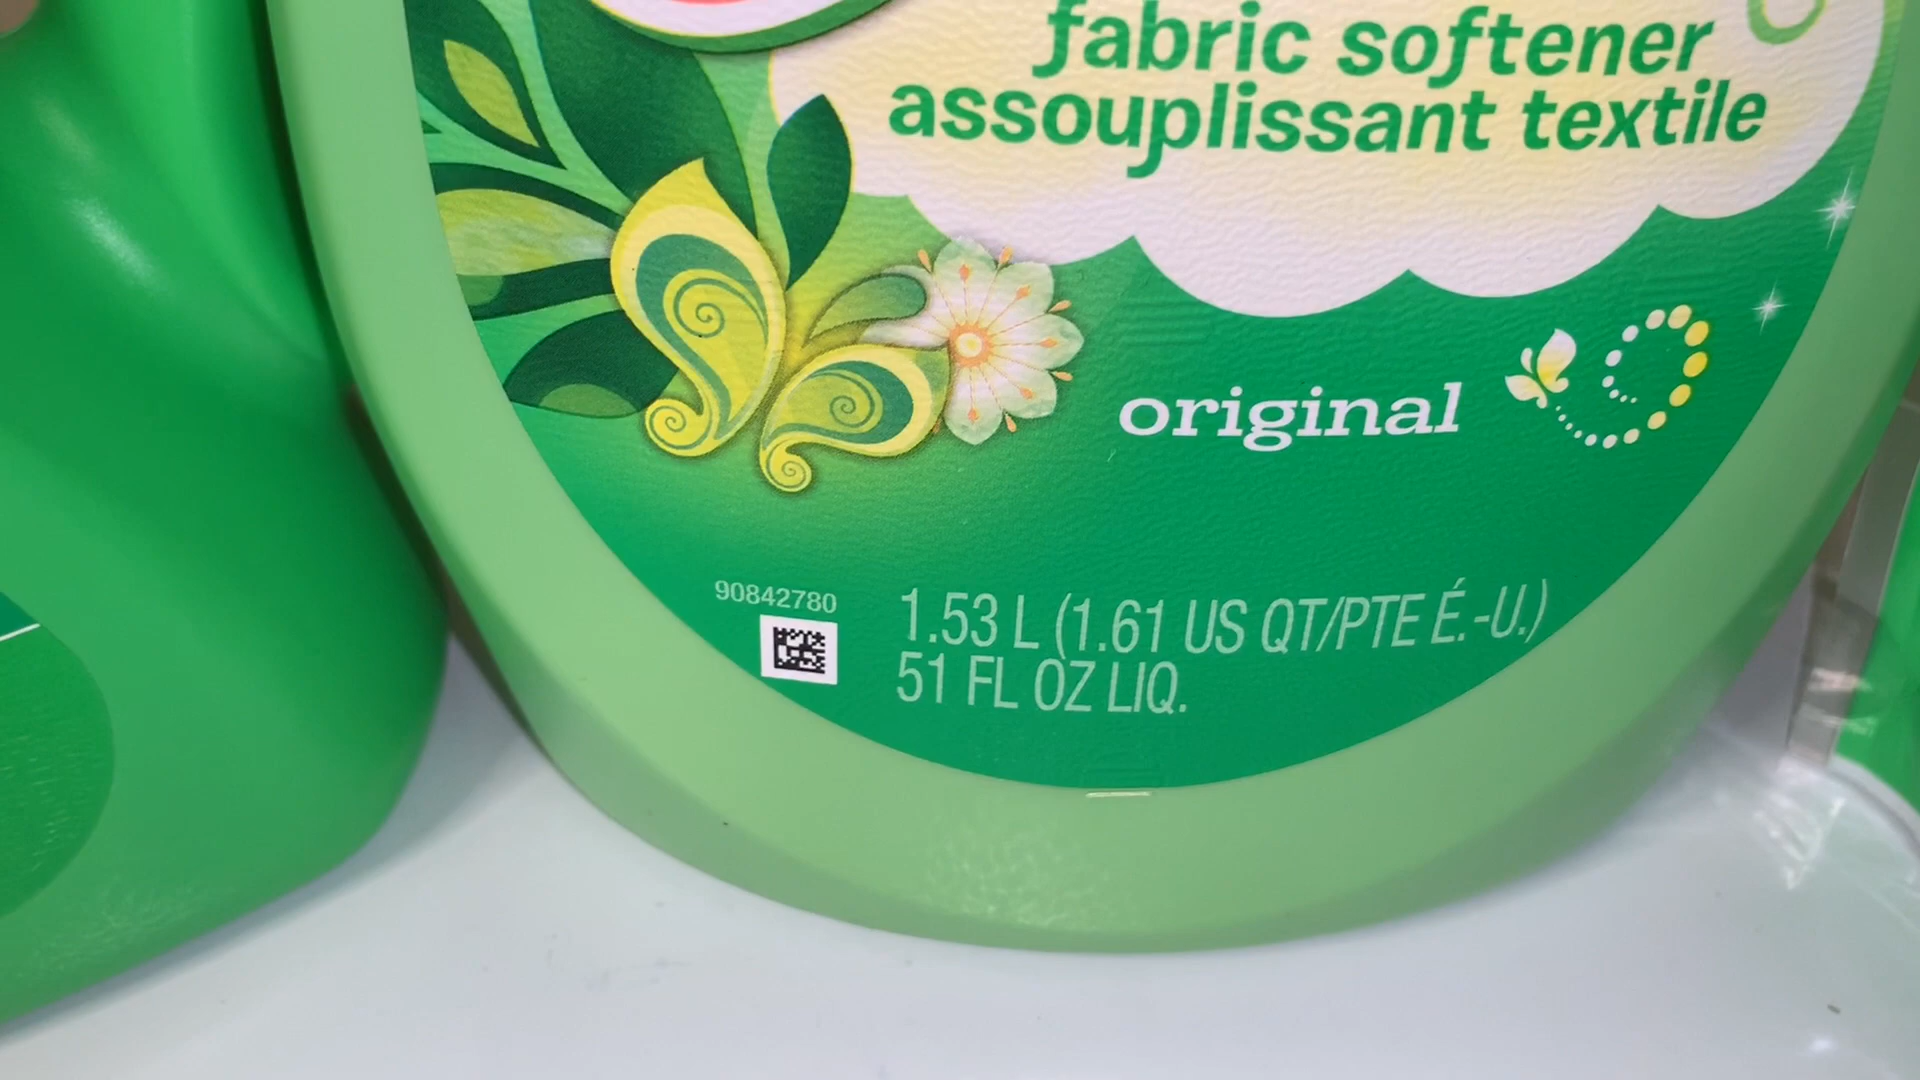 fabric softener
assouplissant textile
original
90842780
1.53 L (1.61 US QT/PTE É.-U.)
51 FL OZ LIQ.